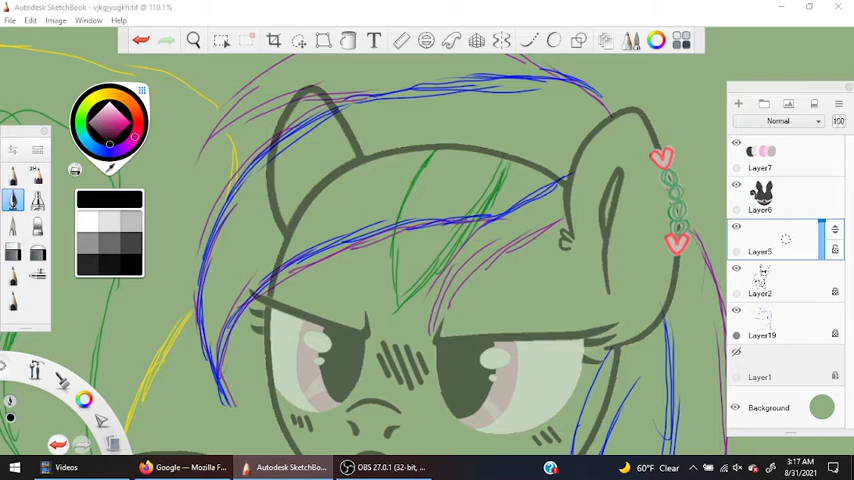 Autodesk SketchBook - vjkgjyugkh.tif @ 110.1%
File Edit Image Window Help
T
2H
Normal
100
Layer7
Layer6
Layer5
Layer2
Layer19
Layer1
Background
Videos
Google — Mozilla F...
Autodesk SketchBo...
OBS 27.0.1 (32-bit, ...
60°F Clear
3:17 AM
8/31/2021